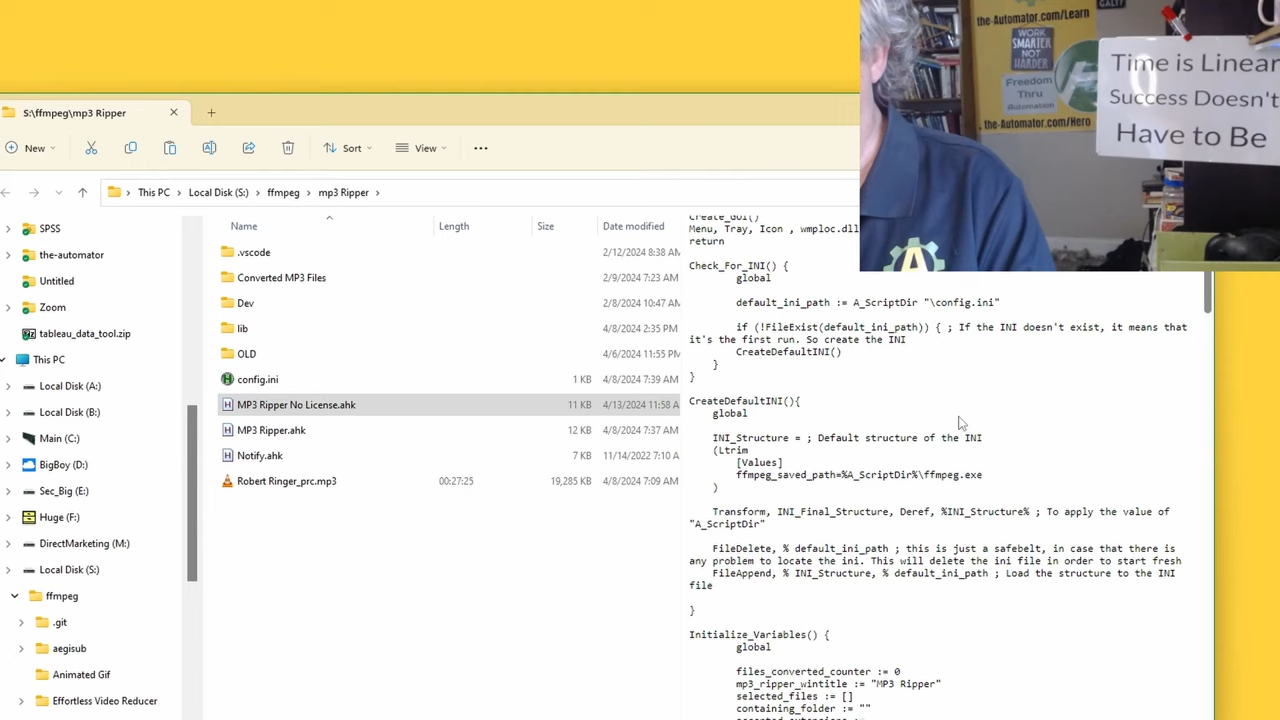 the-Automator.com/Learn
GALT!
WORK
SMARTER
NOT
HARDER
Freedom
Thru
Automation
the-Automator.com/Hero
Time is Linear
Success Doesn't
Have to Be
A
S:\ffmpeg\mp3 Ripper
New
Sort
View
This PC
Local Disk (S:)
ffmpeg
mp3 Ripper
SPSS
the-automator
Untitled
Zoom
tableau_data_tool.zip
This PC
Local Disk (A:)
Local Disk (B:)
Main (C:)
BigBoy (D:)
Sec_Big (E:)
Huge (F:)
DirectMarketing (M:)
Local Disk (S:)
ffmpeg
.git
aegisub
Animated Gif
Effortless Video Reducer
Name Length Size Date modified
.vscode 2/12/2024 8:38 AM
Converted MP3 Files 2/9/2024 7:23 AM
Dev 2/8/2024 10:47 AM
lib 4/8/2024 2:35 PM
OLD 4/6/2024 11:55 PM
config.ini 1 KB 4/8/2024 7:39 AM
MP3 Ripper No License.ahk 11 KB 4/13/2024 11:58 A
MP3 Ripper.ahk 12 KB 4/8/2024 7:37 AM
Notify.ahk 7 KB 11/14/2022 7:10 A
Robert Ringer_prc.mp3 00:27:25 19,285 KB 4/8/2024 7:09 AM
Create_GUI()
Menu, Tray, Icon , wmploc.dll
return
Check_For_INI() {
global
default_ini_path := A_ScriptDir "\config.ini"
if (!FileExist(default_ini_path)) { ; If the INI doesn't exist, it means that
it's the first run. So create the INI
CreateDefaultINI()
}
}
CreateDefaultINI(){
global
INI_Structure = ; Default structure of the INI
(Ltrim
[Values]
ffmpeg_saved_path=%A_ScriptDir%\ffmpeg.exe
)
Transform, INI_Final_Structure, Deref, %INI_Structure% ; To apply the value of
"A_ScriptDir"
FileDelete, % default_ini_path ; this is just a safebelt, in case that there is
any problem to locate the ini. This will delete the ini file in order to start fresh
FileAppend, % INI_Structure, % default_ini_path ; Load the structure to the INI
file
}
Initialize_Variables() {
global
files_converted_counter := 0
mp3_ripper_wintitle := "MP3 Ripper"
selected_files := []
containing_folder := ""